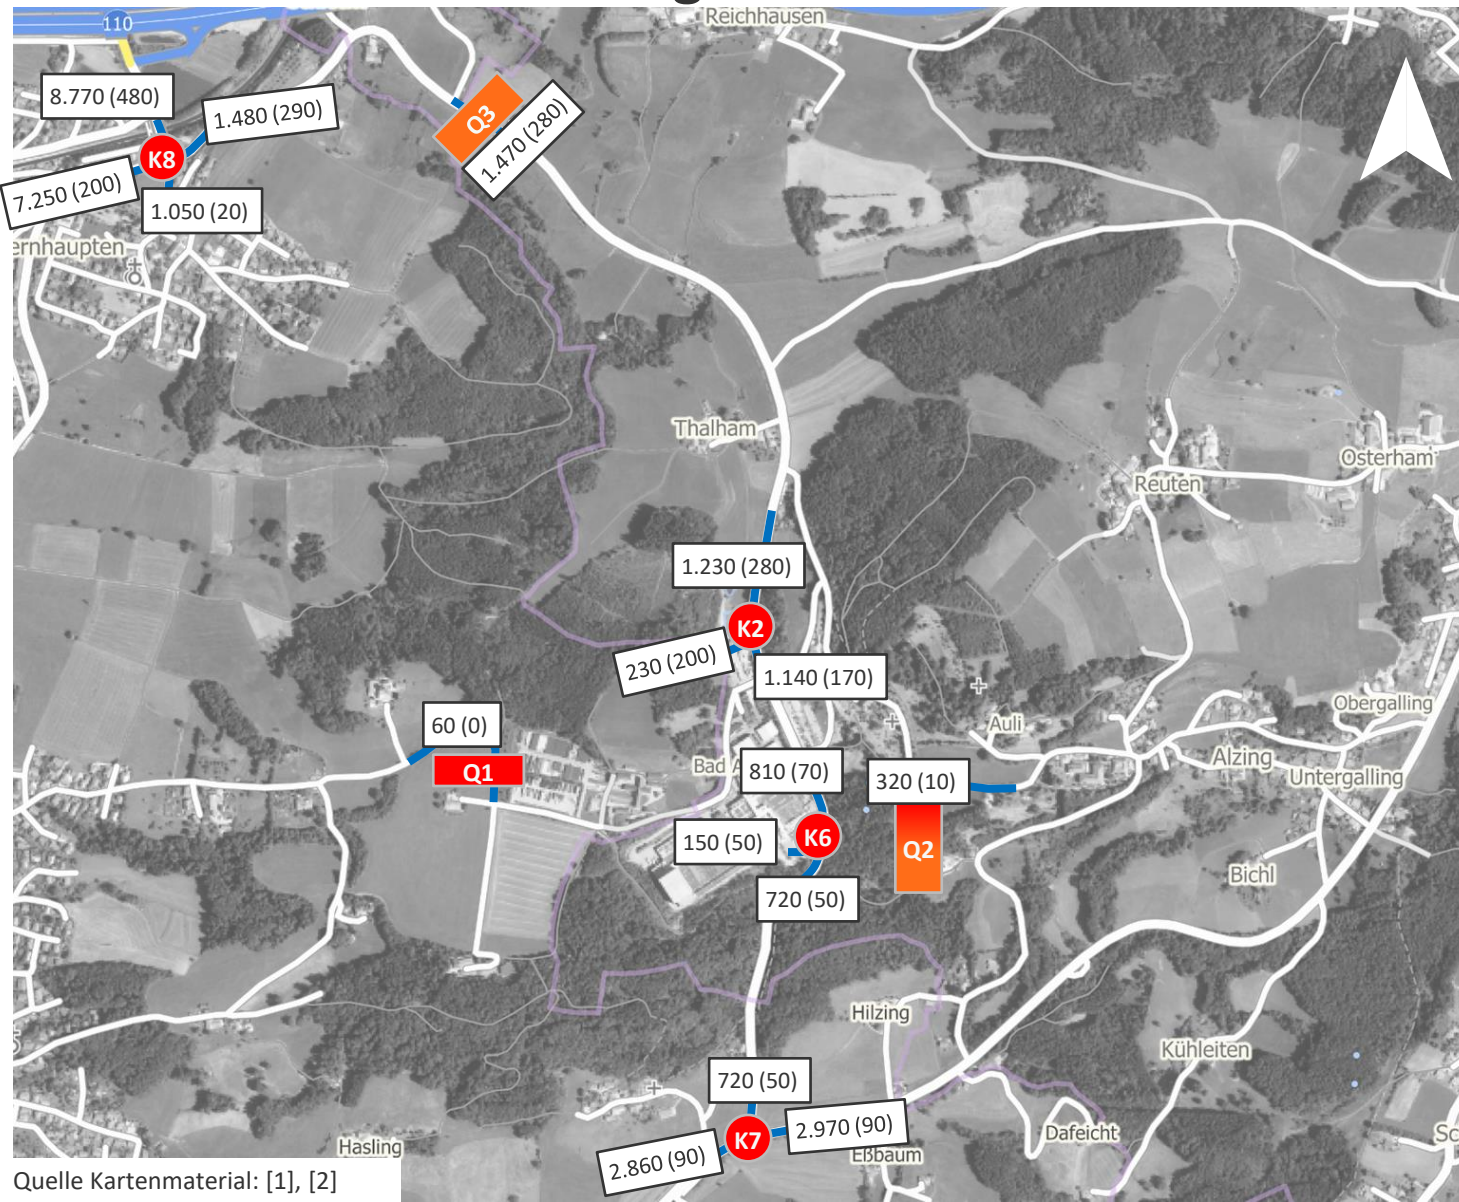 Reichhausen
110
8.770 (480)
1.480 (290)
Q3
1.470 (280)
K8
7.250 (200)
1.050 (20)
ernhaupten
Thalham
Osterham
Reuten
1.230 (280)
K2
230 (200)
1.140 (170)
Obergalling
60 (0)
Auli
Alzing
Bad A
810 (70)
320 (10)
Untergalling
Q1
150 (50)
K6
Q2
Bichl
720 (50)
Hilzing
Kühleiten
720 (50)
2.970 (90)
K7
Dafeicht
Sc
Hasling
2.860 (90)
Eßbaum
Quelle Kartenmaterial: [1], [2]